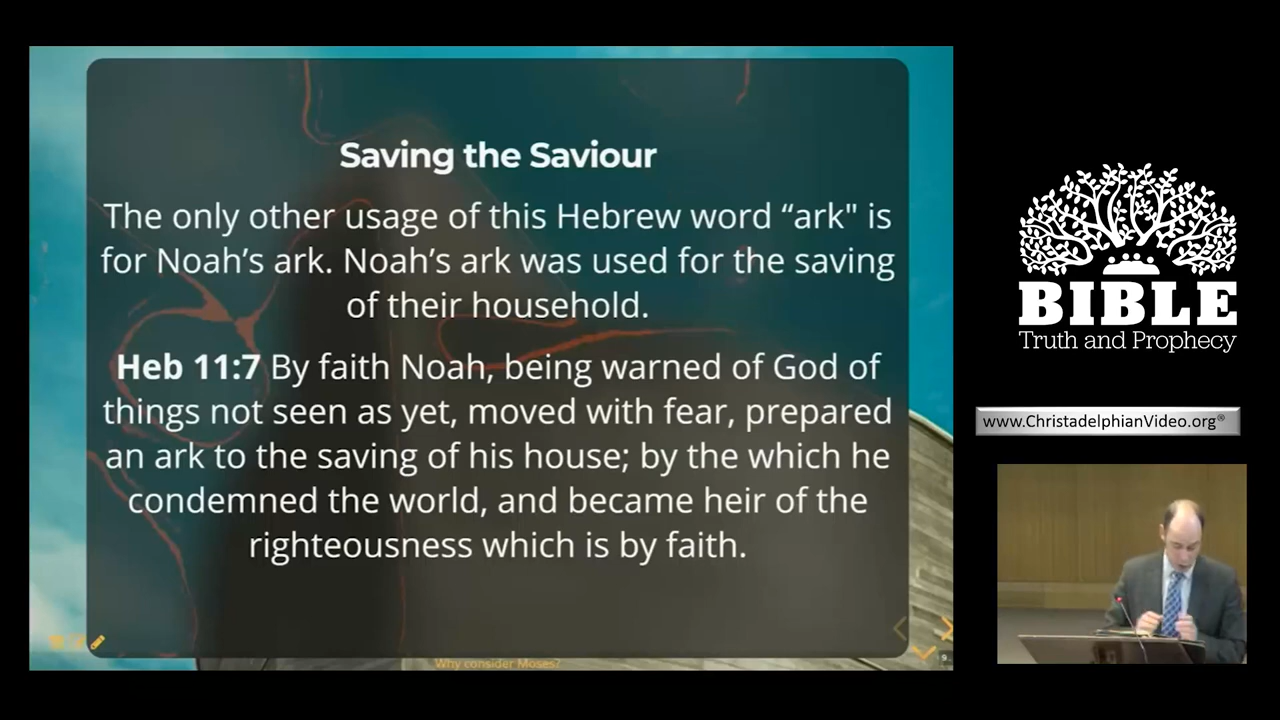 Saving the Saviour
The only other usage of this Hebrew word “ark" is
for Noah’s ark. Noah’s ark was used for the saving
of their household.
Heb 11:7 By faith Noah, being warned of God of
things not seen as yet, moved with fear, prepared
an ark to the saving of his house; by the which he
condemned the world, and became heir of the
righteousness which is by faith.
Why consider Moses?
9
BIBLE
Truth and Prophecy
www.ChristadelphianVideo.org®